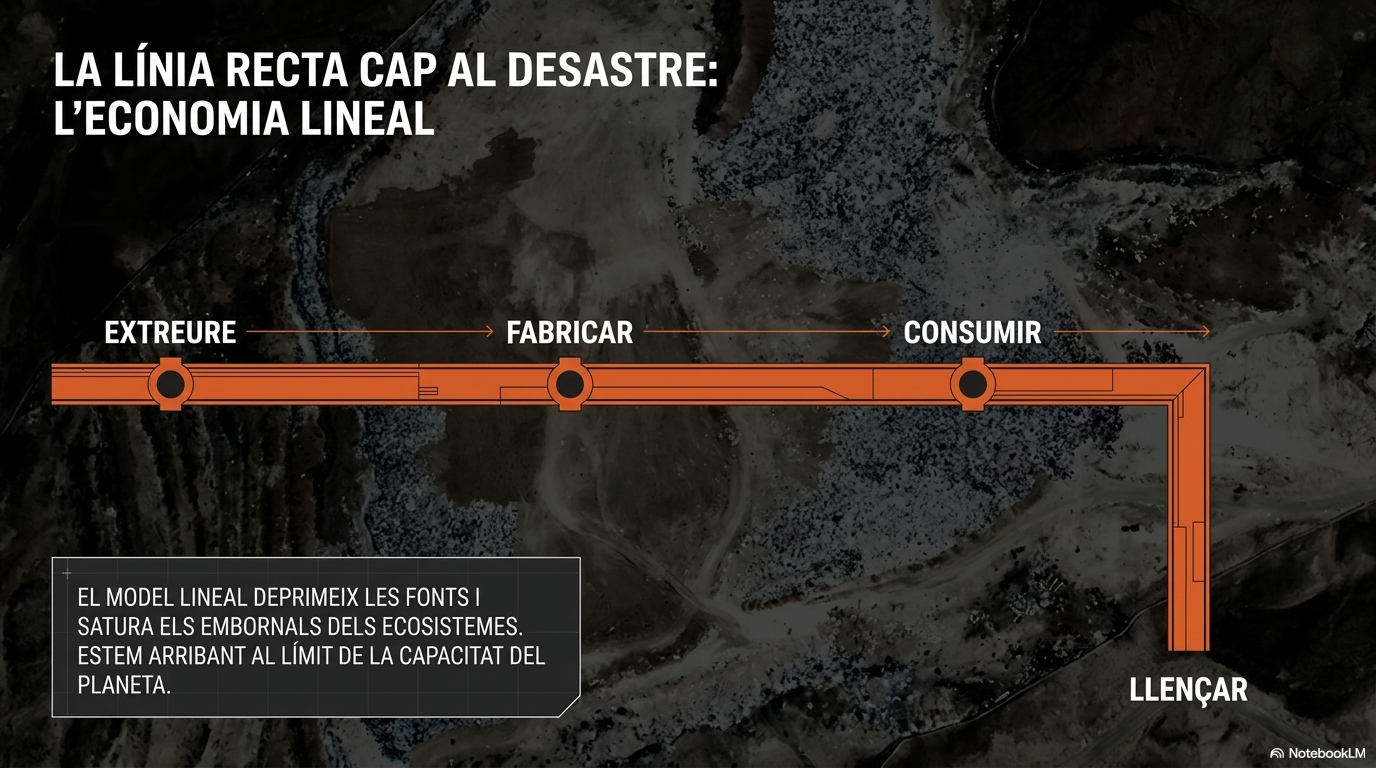 LA LÍNIA RECTA CAP AL DESASTRE:
L’ECONOMIA LINEAL
EXTREURE
FABRICAR
CONSUMIR
LLENÇAR
EL MODEL LINEAL DEPRIMEIX LES FONTS I
SATURA ELS EMBORNALS DELS ECOSISTEMES.
ESTEM ARRIBANT AL LÍMIT DE LA CAPACITAT DEL
PLANETA.
NotebookLM